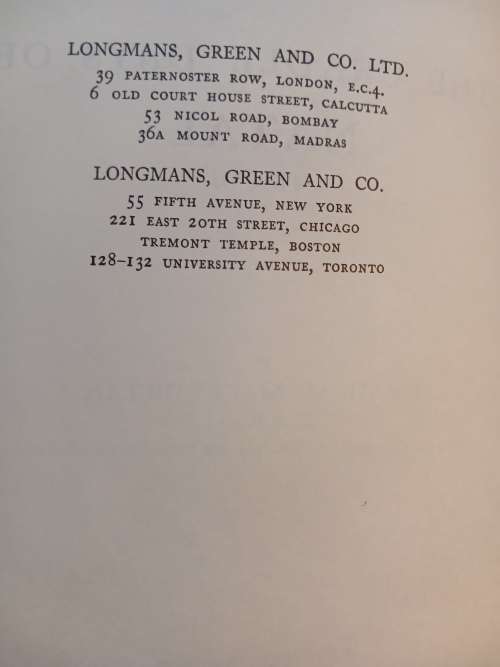 LONGMANS, GREEN AND CO. LTD.
39 PATERNOSTER ROW, LONDON, E.C.4.
6 OLD COURT HOUSE STREET, CALCUTTA
53 NICOL ROAD, BOMBAY
36A MOUNT ROAD, MADRAS
LONGMANS, GREEN AND CO.
55 FIFTH AVENUE, NEW YORK
221 EAST 20TH STREET, CHICAGO
TREMONT TEMPLE, BOSTON
128–132 UNIVERSITY AVENUE, TORONTO